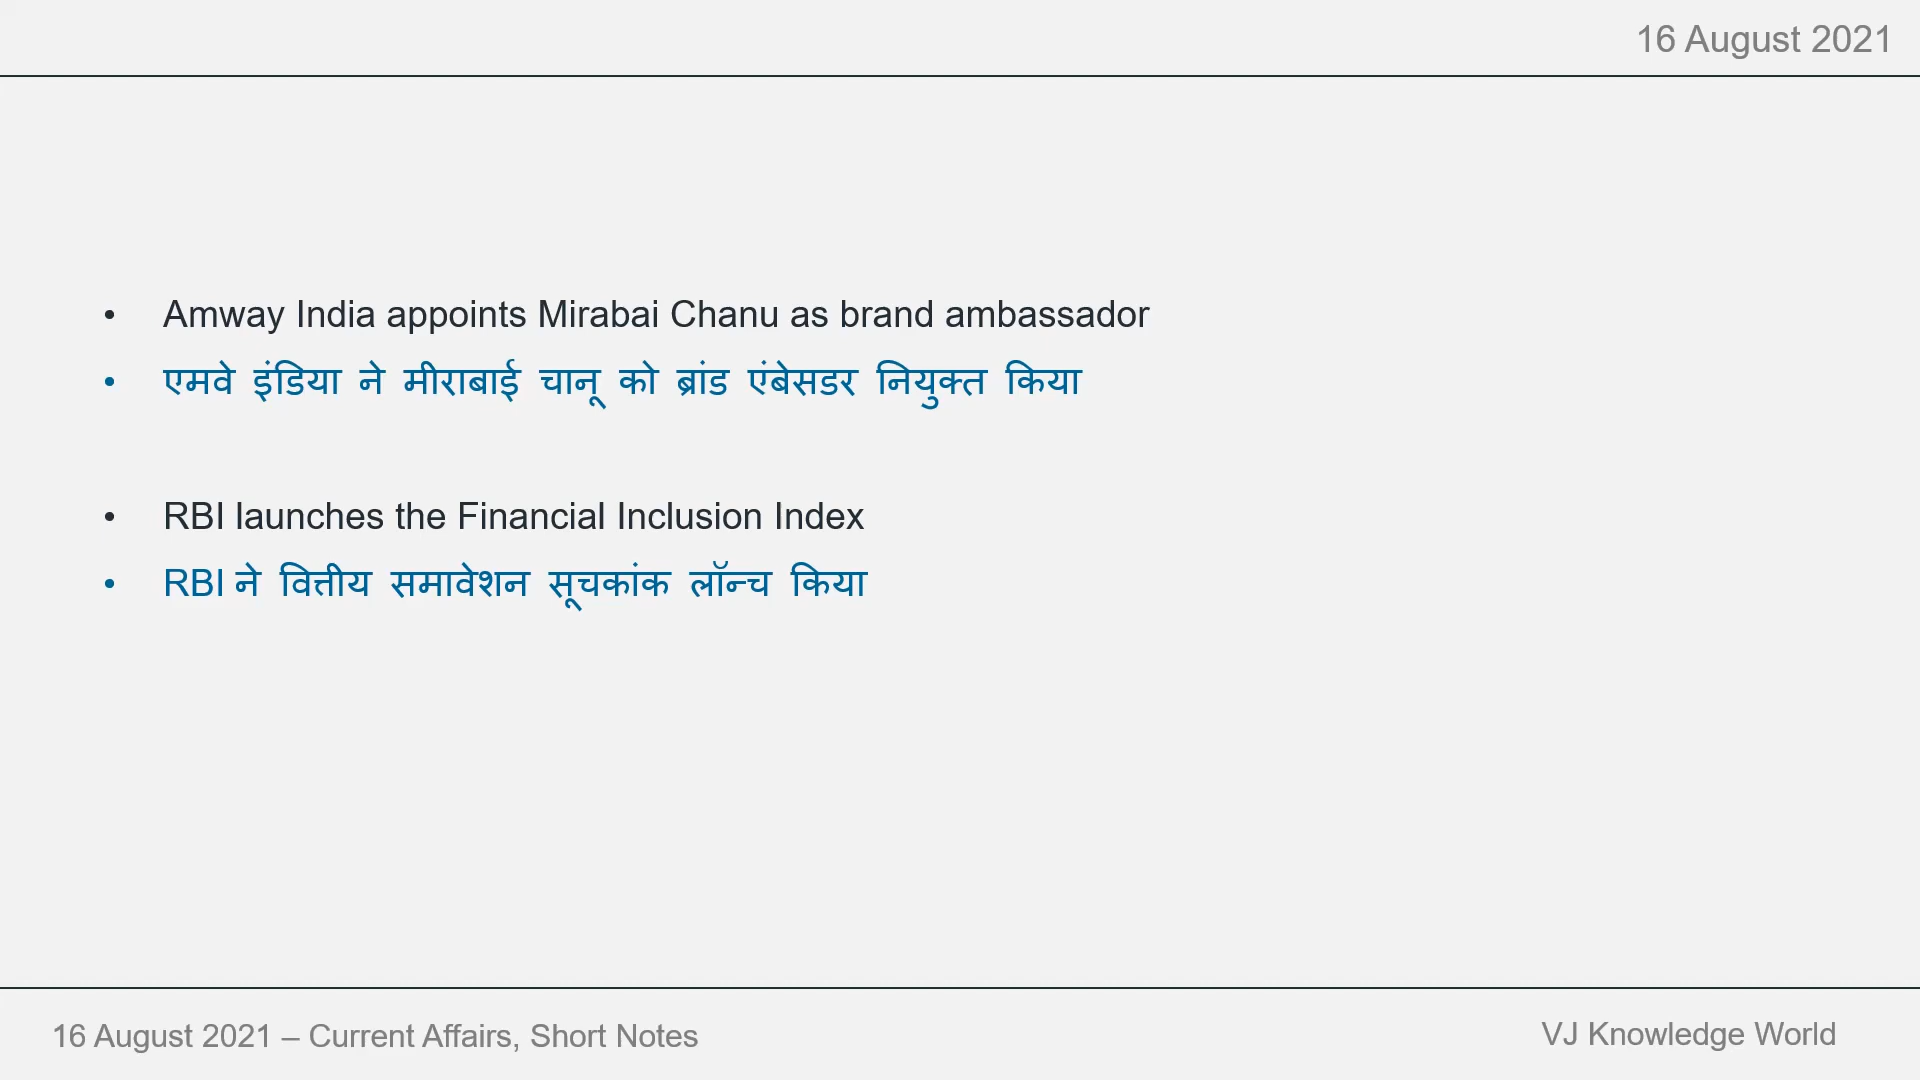 16 August 2021
• Amway India appoints Mirabai Chanu as brand ambassador
• एमवे इंडिया ने मीराबाई चानू को ब्रांड एंबेसडर नियुक्त किया
• RBI launches the Financial Inclusion Index
• RBI ने वित्तीय समावेशन सूचकांक लॉन्च किया
16 August 2021 – Current Affairs, Short Notes
VJ Knowledge World